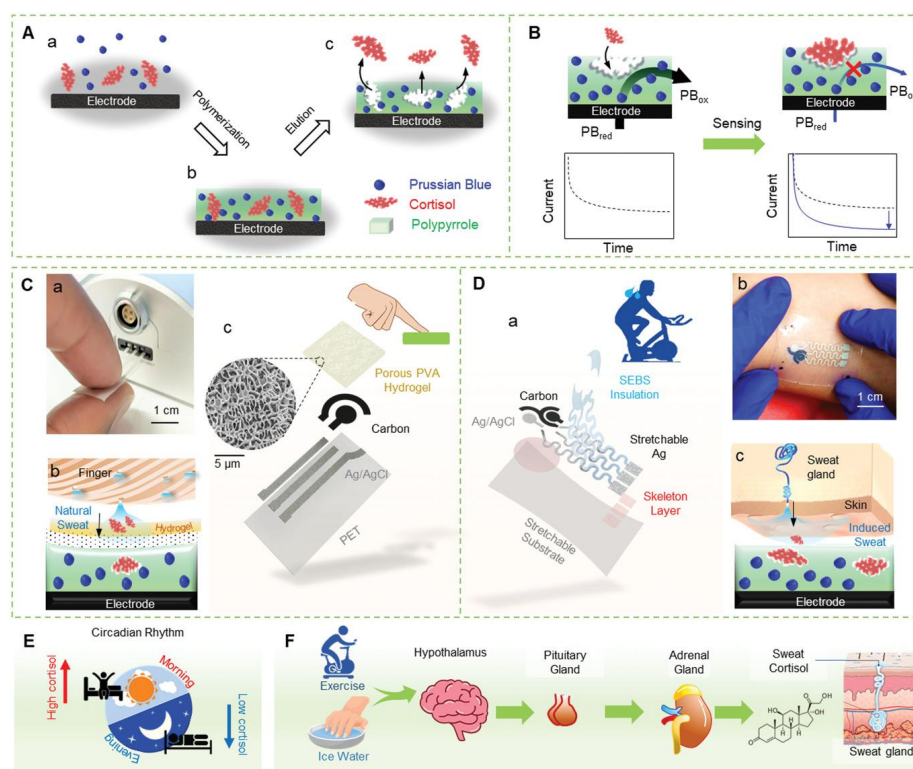 A
a
Electrode
Polymerization
Elution
c
Electrode
b
Electrode
Prussian Blue
Cortisol
Polypyrrole
B
Electrode
PBox
PBred
Sensing
Electrode
PBred
Current
Time
Current
Time
C
a
1 cm
b
Finger
Natural
Sweat
Hydrogel
Electrode
c
Porous PVA
Hydrogel
5 µm
Carbon
Ag/AgCl
PET
D
a
SEBS
Insulation
Carbon
Ag/AgCl
Stretchable
Ag
Skeleton
Layer
Stretchable
Substrate
b
1 cm
c
Sweat
gland
Skin
Induced
Sweat
Electrode
E
Circadian Rhythm
High cortisol
Morning
Evening
Low cortisol
F
Exercise
Ice Water
Hypothalamus
Pituitary
Gland
Adrenal
Gland
Sweat
Cortisol
O
OH
HO
OH
O
H
H
H
Sweat gland